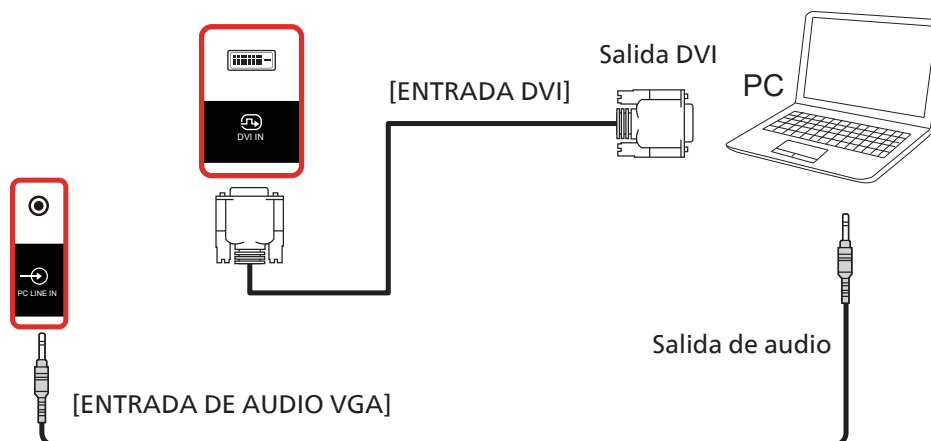 Salida DVI
[ENTRADA DVI]
PC
DVI IN
PC LINE IN
Salida de audio
[ENTRADA DE AUDIO VGA]